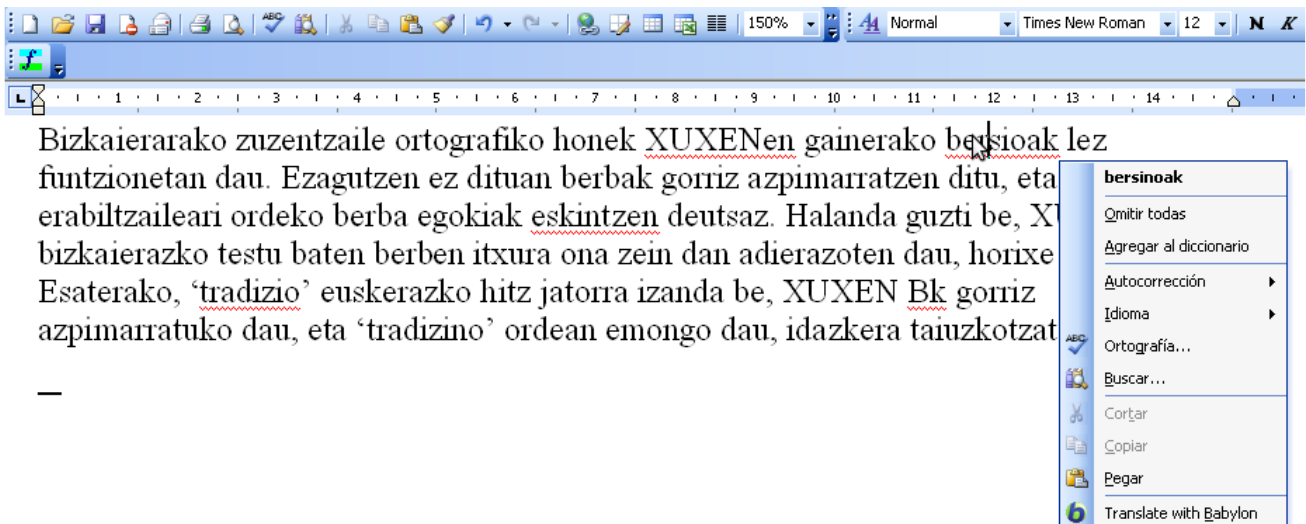 150% Normal Times New Roman 12 N K
1 2 3 4 5 6 7 8 9 10 11 12 13 14
Bizkaierarako zuzentzaile ortografiko honek XUXENen gainerako bersioak lez
funtzionetan dau. Ezagutzen ez dituan berbak gorriz azpimarratzen ditu, eta
erabiltzaileari ordeko berba egokiak eskintzen deutsaz. Halanda guzti be,
bizkaierazko testu baten berben itxura ona zein dan adierazoten dau, horixe
Esaterako, ‘tradizio’ euskerazko hitz jatorra izanda be, XUXEN Bk gorriz
azpimarratuko dau, eta ‘tradizino’ ordean emongo dau, idazkera taiuzkotzat
bersinoak
Omitir todas
Agregar al diccionario
Autocorrección
Idioma
Ortografía...
Buscar...
Cortar
Copiar
Pegar
Translate with Babylon